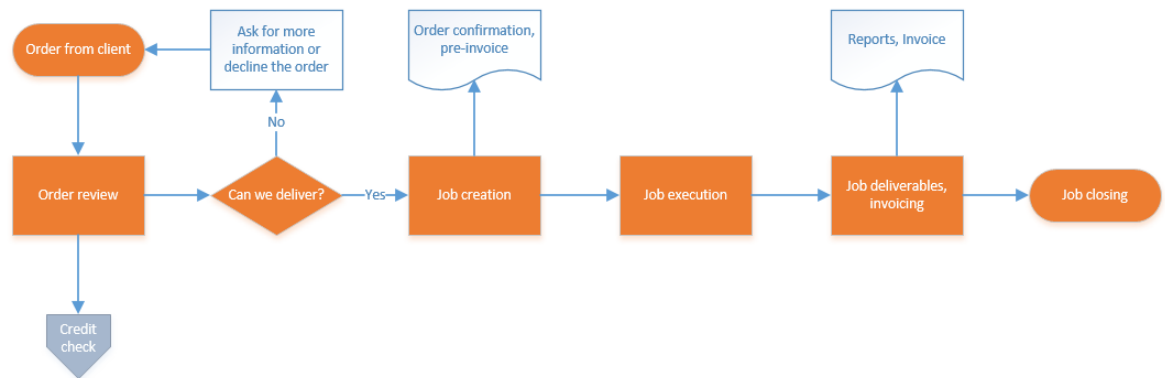 Order from client
Ask for more
information or
decline the order
Order confirmation,
pre-invoice
Reports, Invoice
No
Order review
Can we deliver?
Yes
Job creation
Job execution
Job deliverables,
invoicing
Job closing
Credit
check